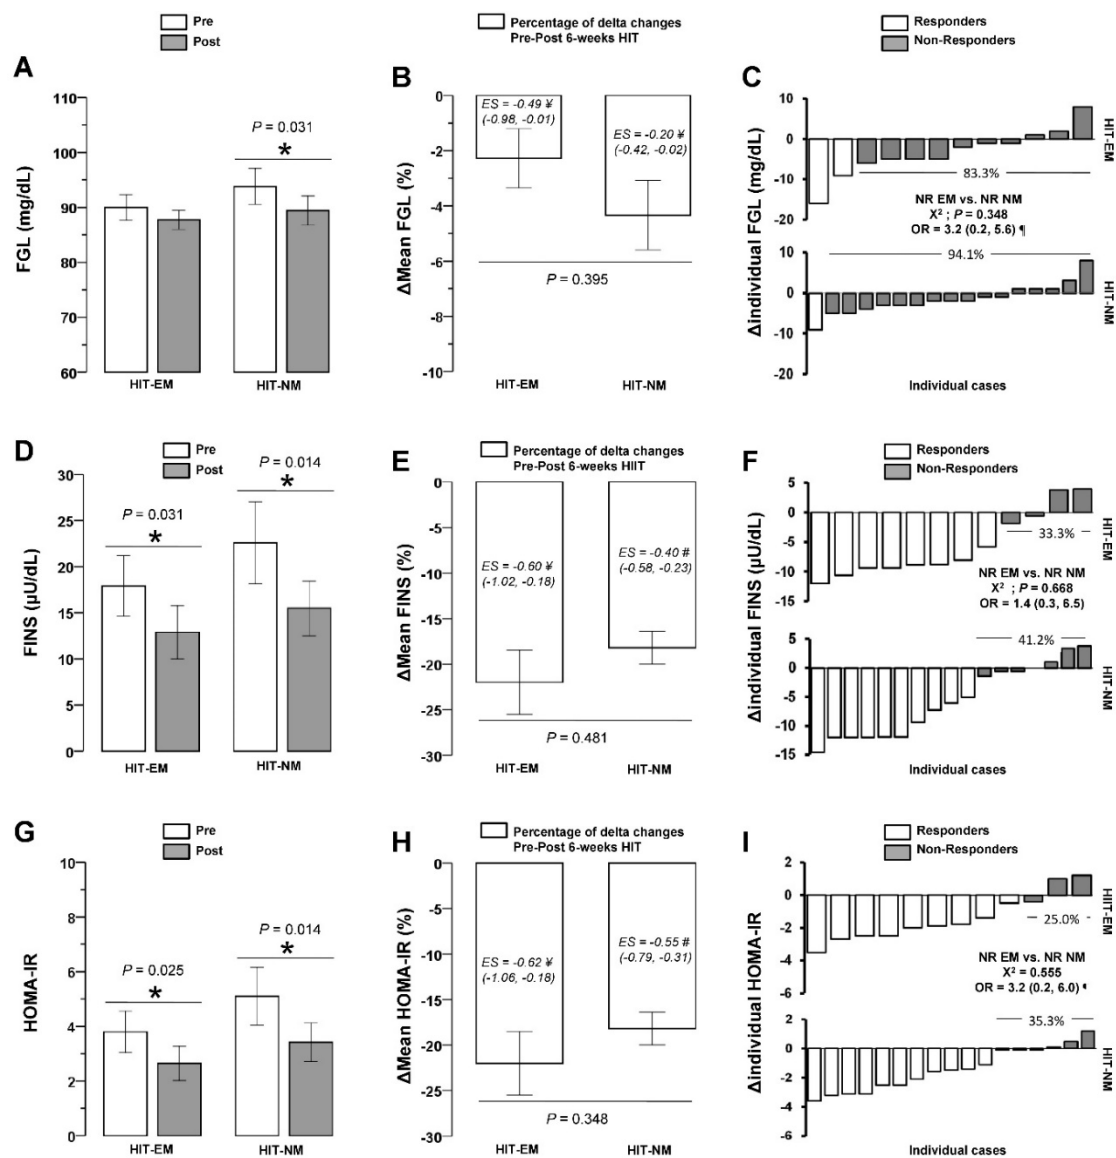 Pre
Post
Percentage of delta changes
Pre-Post 6-weeks HIT
Responders
Non-Responders
A
FGL (mg/dL)
110
100
90
80
70
60
P = 0.031
*
HIT-EM
HIT-NM
B
ΔMean FGL (%)
0
-2
-4
-6
-8
-10
ES = -0.49 ¥
(-0.98, -0.01)
ES = -0.20 ¥
(-0.42, -0.02)
P = 0.395
HIT-EM
HIT-NM
C
Δindividual FGL (mg/dL)
10
0
-10
-20
83.3%
HIT-EM
NR EM vs. NR NM
X² ; P = 0.348
OR = 3.2 (0.2, 5.6) ¶
94.1%
10
0
-10
-20
HIT-NM
Individual cases
D
Pre
Post
FINS (µU/dL)
30
25
20
15
10
5
0
P = 0.031
*
P = 0.014
*
HIT-EM
HIT-NM
E
Percentage of delta changes
Pre-Post 6-weeks HIIT
ΔMean FINS (%)
0
-5
-10
-15
-20
-25
-30
ES = -0.60 ¥
(-1.02, -0.18)
ES = -0.40 #
(-0.58, -0.23)
P = 0.481
HIT-EM
HIT-NM
F
Responders
Non-Responders
Δindividual FINS (µU/dL)
5
0
-5
-10
-15
33.3%
HIT-EM
NR EM vs. NR NM
X² ; P = 0.668
OR = 1.4 (0.3, 6.5)
41.2%
5
0
-5
-10
-15
HIT-NM
Individual cases
G
Pre
Post
HOMA-IR
10
8
6
4
2
0
P = 0.025
*
P = 0.014
*
HIT-EM
HIT-NM
H
Percentage of delta changes
Pre-Post 6-weeks HIT
ΔMean HOMA-IR (%)
-0
-5
-10
-15
-20
-25
-30
ES = -0.62 ¥
(-1.06, -0.18)
ES = -0.55 #
(-0.79, -0.31)
P = 0.348
HIT-EM
HIT-NM
I
Responders
Non-Responders
Δindividual HOMA-IR
2
0
-2
-4
-6
25.0%
HIIT-EM
NR EM vs. NR NM
X² = 0.555
OR = 3.2 (0.2, 6.0) ¶
35.3%
2
0
-2
-4
-6
HIT-NM
Individual cases